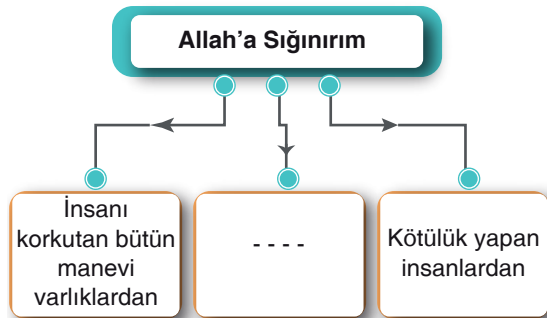 Allah'a Sığınırım
İnsanı
korkutan bütün
manevi
varlıklardan
- - - -
Kötülük yapan
insanlardan